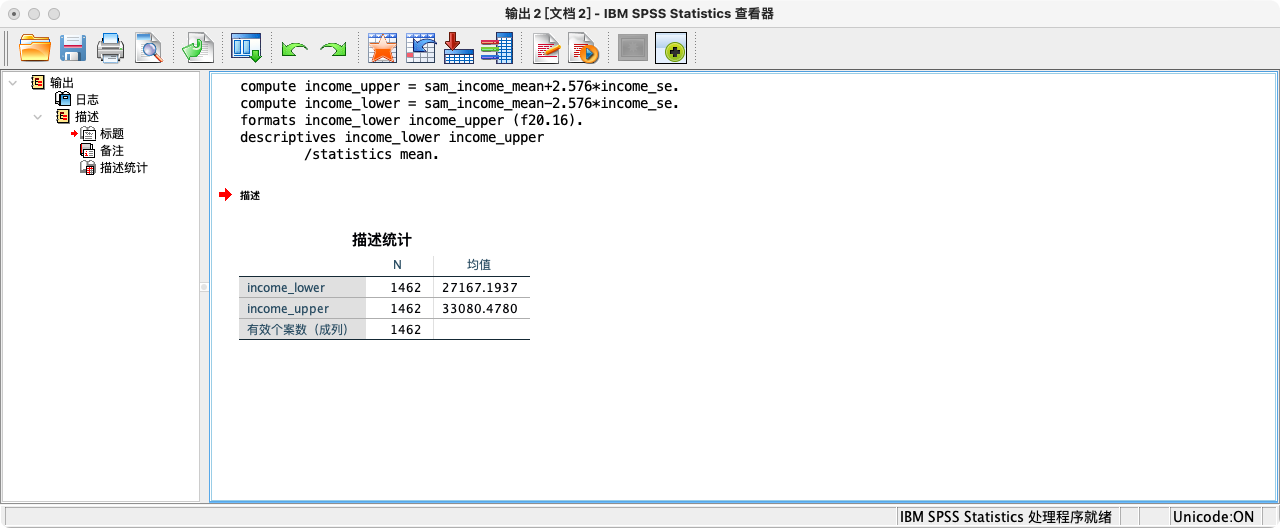 输出 2 [文档 2] - IBM SPSS Statistics 查看器
输出
日志
描述
标题
备注
描述统计
compute income_upper = sam_income_mean+2.576*income_se.
compute income_lower = sam_income_mean-2.576*income_se.
formats income_lower income_upper (f20.16).
descriptives income_lower income_upper
/statistics mean.
描述
描述统计
N 均值
income_lower 1462 27167.1937
income_upper 1462 33080.4780
有效个案数（成列） 1462
IBM SPSS Statistics 处理程序就绪 Unicode:ON